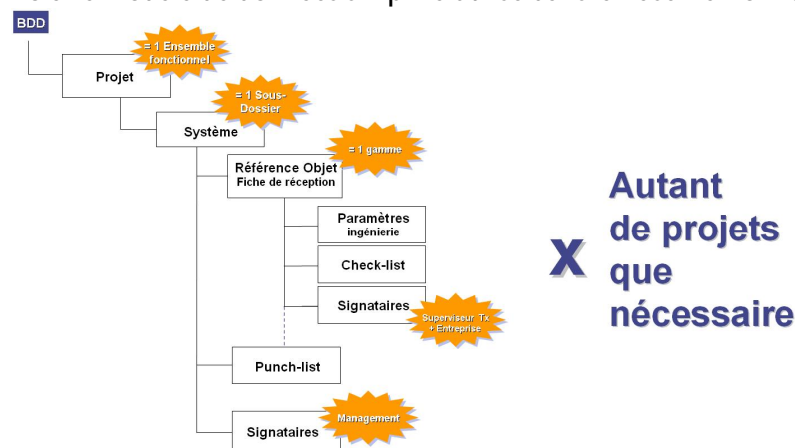 BDD
= 1 Ensemble
fonctionnel
Projet
= 1 Sous-
Dossier
Système
= 1 gamme
Référence Objet
Fiche de réception
Paramètres
ingénierie
Check-list
Signataires
Superviseur Tx
+ Entreprise
Punch-list
Management
Signataires
x
Autant
de projets
que
nécessaire